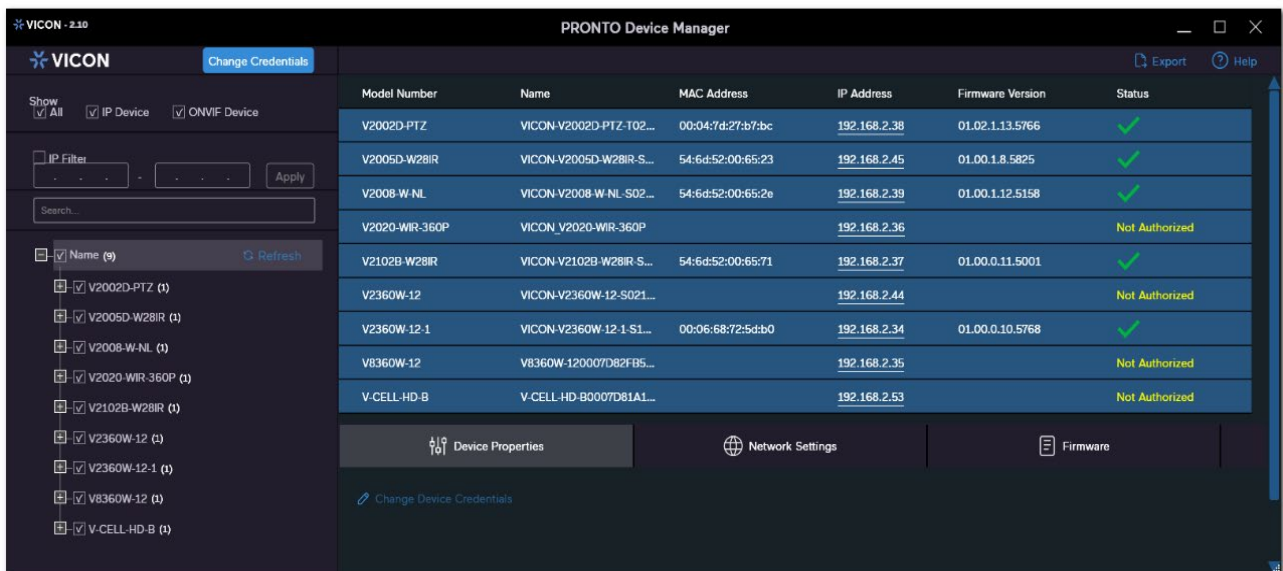 VICON - 2.10
PRONTO Device Manager
VICON
Change Credentials
Export
Help
Show
All
IP Device
ONVIF Device
IP Filter
. . . - . . .
Apply
Search...
Name (9)
Refresh
V2002D-PTZ (1)
V2005D-W28IR (1)
V2008-W-NL (1)
V2020-WIR-360P (1)
V2102B-W28IR (1)
V2360W-12 (1)
V2360W-12-1 (1)
V8360W-12 (1)
V-CELL-HD-B (1)
Model Number Name MAC Address IP Address Firmware Version Status
V2002D-PTZ VICON-V2002D-PTZ-T02... 00:04:7d:27:b7:bc 192.168.2.38 01.02.1.13.5766
V2005D-W28IR VICON-V2005D-W28IR-S... 54:6d:52:00:65:23 192.168.2.45 01.00.1.8.5825
V2008-W-NL VICON-V2008-W-NL-S02... 54:6d:52:00:65:2e 192.168.2.39 01.00.1.12.5158
V2020-WIR-360P VICON_V2020-WIR-360P 192.168.2.36 Not Authorized
V2102B-W28IR VICON-V2102B-W28IR-S... 54:6d:52:00:65:71 192.168.2.37 01.00.0.11.5001
V2360W-12 VICON-V2360W-12-S021... 192.168.2.44 Not Authorized
V2360W-12-1 VICON-V2360W-12-1-S1... 00:06:68:72:5d:b0 192.168.2.34 01.00.0.10.5768
V8360W-12 V8360W-120007D82FB5... 192.168.2.35 Not Authorized
V-CELL-HD-B V-CELL-HD-B0007D81A1... 192.168.2.53 Not Authorized
Device Properties
Network Settings
Firmware
Change Device Credentials